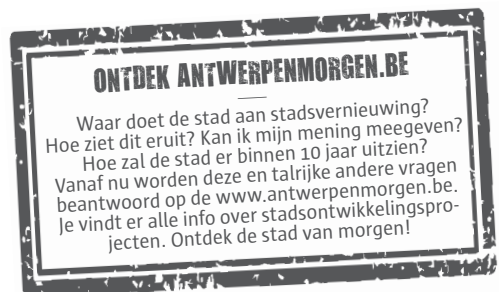 ONTDEK ANTWERPENMORGEN.BE
Waar doet de stad aan stadsvernieuwing?
Hoe ziet dit eruit? Kan ik mijn mening meegeven?
Hoe zal de stad er binnen 10 jaar uitzien?
Vanaf nu worden deze en talrijke andere vragen
beantwoord op de www.antwerpenmorgen.be.
Je vindt er alle info over stadsontwikkelingspro-
jecten. Ontdek de stad van morgen!